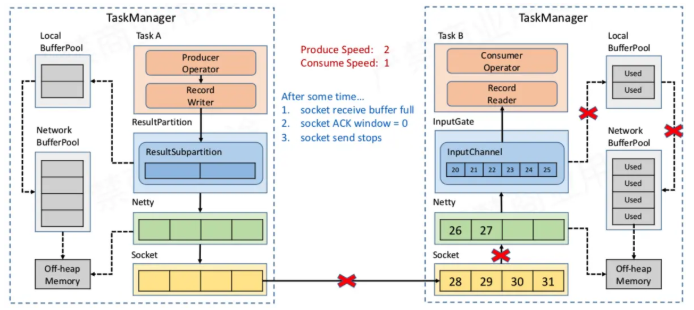 TaskManager
Local
BufferPool
Network
BufferPool
Off-heap
Memory
Task A
Producer
Operator
Record
Writer
ResultPartition
ResultSubpartition
Netty
Socket
Produce Speed: 2
Consume Speed: 1
After some time...
1. socket receive buffer full
2. socket ACK window = 0
3. socket send stops
TaskManager
Task B
Consumer
Operator
Record
Reader
InputGate
InputChannel
20 21 22 23 24 25
Netty
26 27
Socket
28 29 30 31
Local
BufferPool
Used
Used
Network
BufferPool
Used
Used
Used
Used
Off-heap
Memory